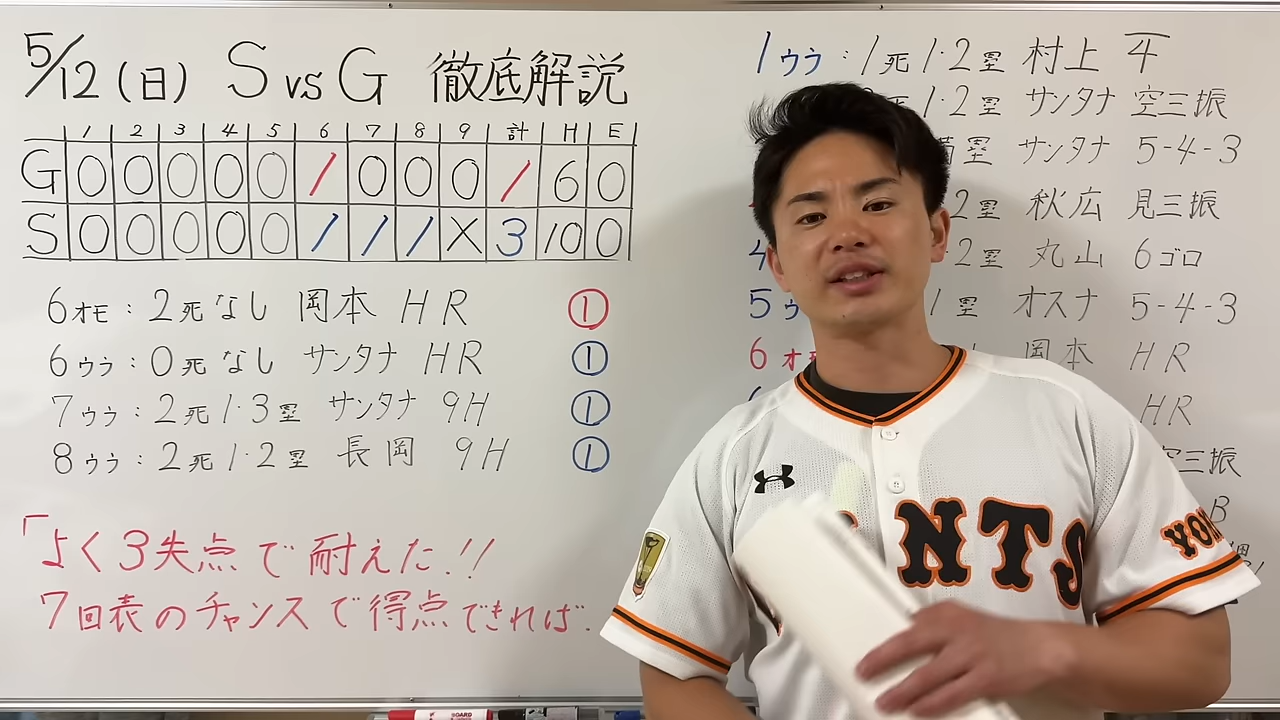 5/12(日) S vs G 徹底解説
1 2 3 4 5 6 7 8 9 計 H E
G 0 0 0 0 0 1 0 0 0 1 6 0
S 0 0 0 0 0 1 1 1 X 3 10 0
6オモ:2死なし 岡本 HR ①
6ウラ:0死なし サンタナ HR ①
7ウラ:2死1・3塁 サンタナ 9H ①
8ウラ:2死1・2塁 長岡 9H ①
「よく3失点で耐えた!!
7回表のチャンスで得点できれば…
1ウラ:1死1・2塁 村上 4
死1・2塁 サンタナ 空三振
満塁 サンタナ 5-4-3
2塁 秋広 見三振
4 2塁 丸山 6ゴロ
5ウ 1塁 オスナ 5-4-3
6オモ 岡本 HR
HR
空三振
B
NTS
YOM